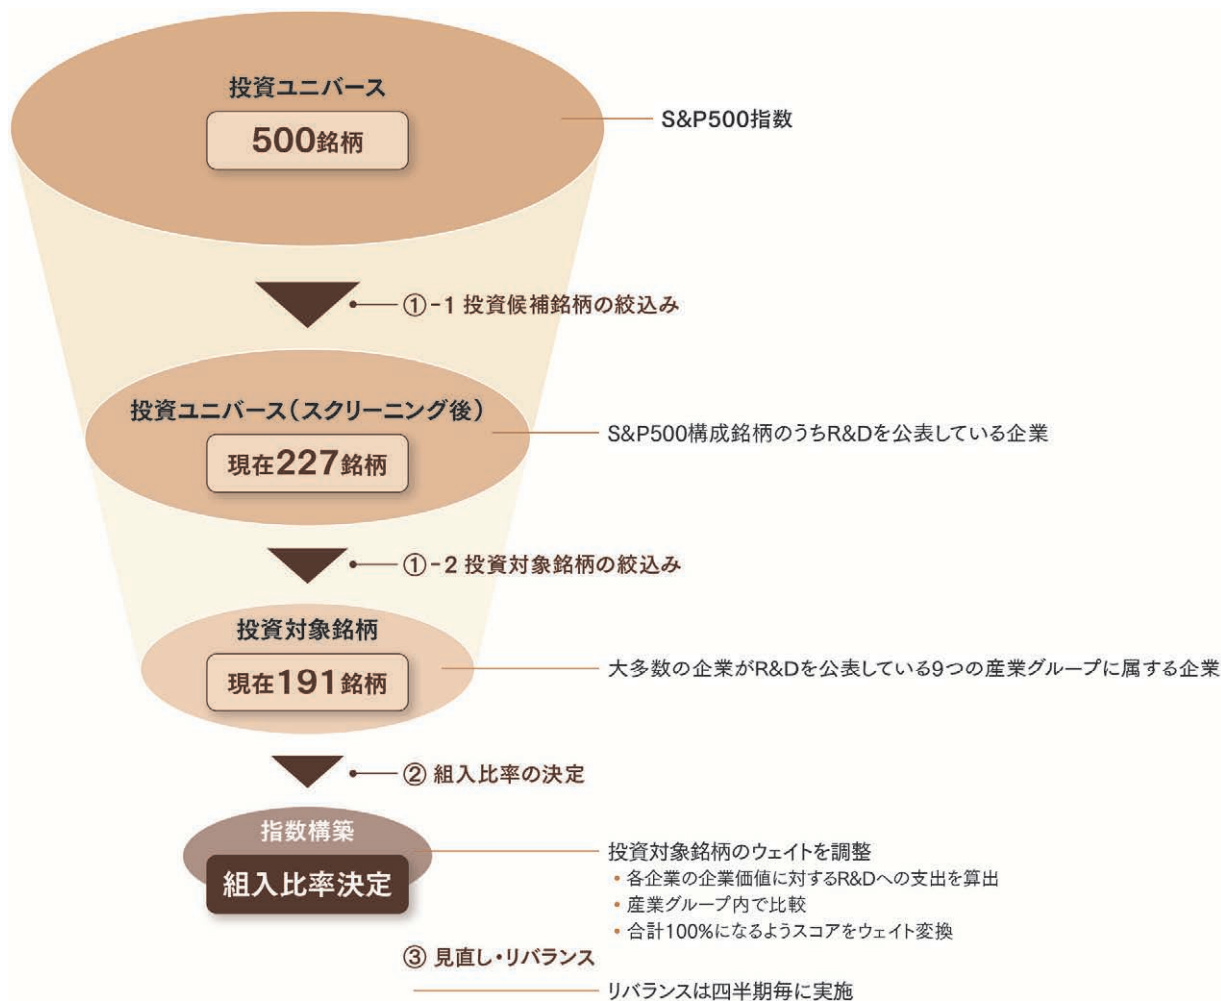 投資ユニバース
500銘柄
S&P500指数
①-1 投資候補銘柄の絞込み
投資ユニバース(スクリーニング後)
現在227銘柄
S&P500構成銘柄のうちR&Dを公表している企業
①-2 投資対象銘柄の絞込み
投資対象銘柄
現在191銘柄
大多数の企業がR&Dを公表している9つの産業グループに属する企業
② 組入比率の決定
指数構築
組入比率決定
投資対象銘柄のウェイトを調整
• 各企業の企業価値に対するR&Dへの支出を算出
• 産業グループ内で比較
• 合計100%になるようスコアをウェイト変換
③ 見直し・リバランス
リバランスは四半期毎に実施